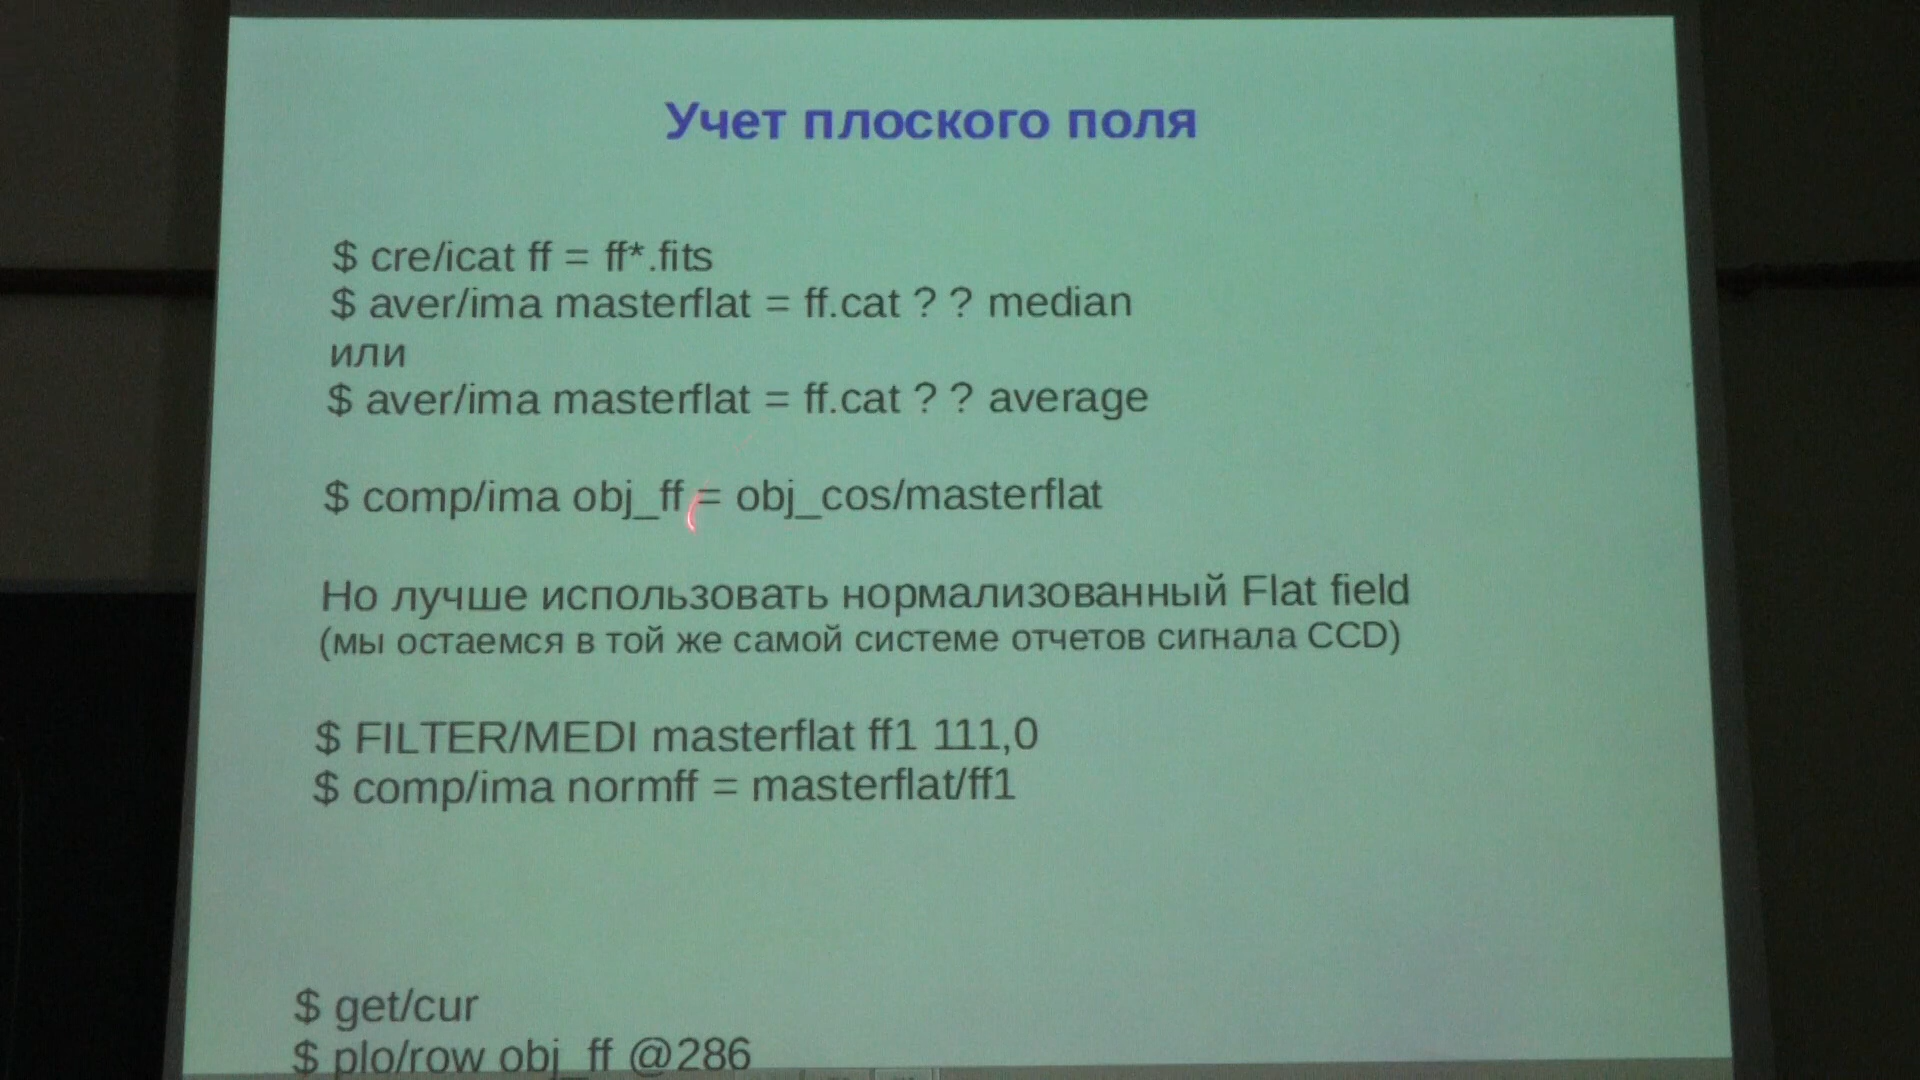 Учет плоского поля
$ cre/icat ff = ff*.fits
$ aver/ima masterflat = ff.cat ? ? median
или
$ aver/ima masterflat = ff.cat ? ? average
$ comp/ima obj_ff = obj_cos/masterflat
Но лучше использовать нормализованный Flat field
(мы остаемся в той же самой системе отчетов сигнала CCD)
$ FILTER/MEDI masterflat ff1 111,0
$ comp/ima normff = masterflat/ff1
$ get/cur
$ plo/row obj_ff @286